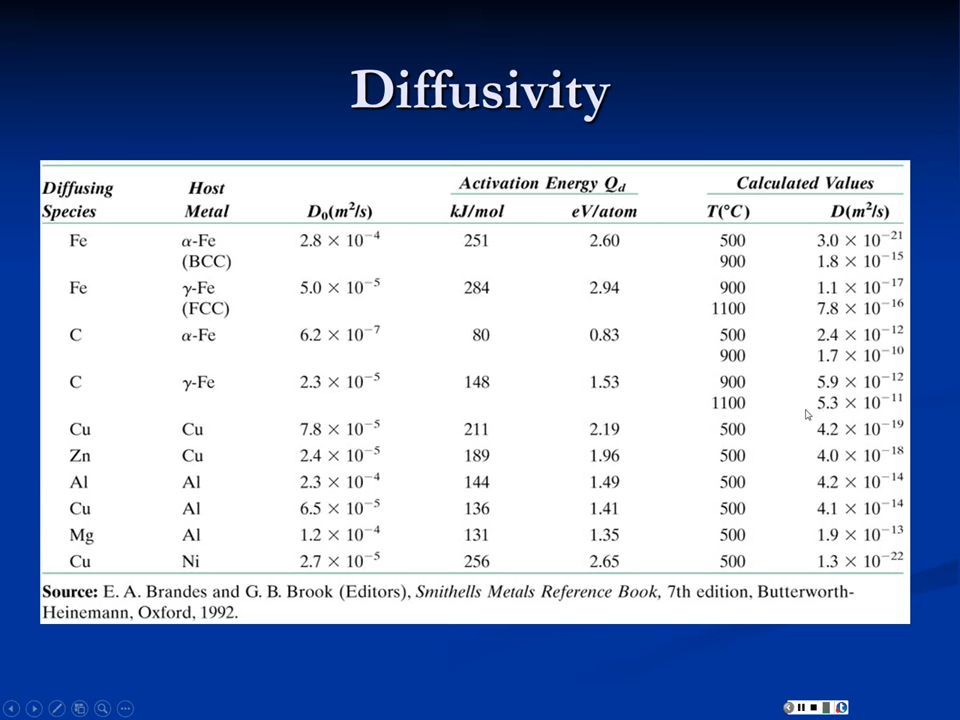 Diffusivity
Activation Energy Qd Calculated Values
Diffusing Species Host Metal D₀(m²/s) kJ/mol eV/atom T(°C) D(m²/s)
Fe α-Fe 2.8 × 10⁻⁴ 251 2.60 500 3.0 × 10⁻²¹
(BCC) 900 1.8 × 10⁻¹⁵
Fe γ-Fe 5.0 × 10⁻⁵ 284 2.94 900 1.1 × 10⁻¹⁷
(FCC) 1100 7.8 × 10⁻¹⁶
C α-Fe 6.2 × 10⁻⁷ 80 0.83 500 2.4 × 10⁻¹²
900 1.7 × 10⁻¹⁰
C γ-Fe 2.3 × 10⁻⁵ 148 1.53 900 5.9 × 10⁻¹²
1100 5.3 × 10⁻¹¹
Cu Cu 7.8 × 10⁻⁵ 211 2.19 500 4.2 × 10⁻¹⁹
Zn Cu 2.4 × 10⁻⁵ 189 1.96 500 4.0 × 10⁻¹⁸
Al Al 2.3 × 10⁻⁴ 144 1.49 500 4.2 × 10⁻¹⁴
Cu Al 6.5 × 10⁻⁵ 136 1.41 500 4.1 × 10⁻¹⁴
Mg Al 1.2 × 10⁻⁴ 131 1.35 500 1.9 × 10⁻¹³
Cu Ni 2.7 × 10⁻⁵ 256 2.65 500 1.3 × 10⁻²²
Source: E. A. Brandes and G. B. Brook (Editors), Smithells Metals Reference Book, 7th edition, Butterworth-
Heinemann, Oxford, 1992.